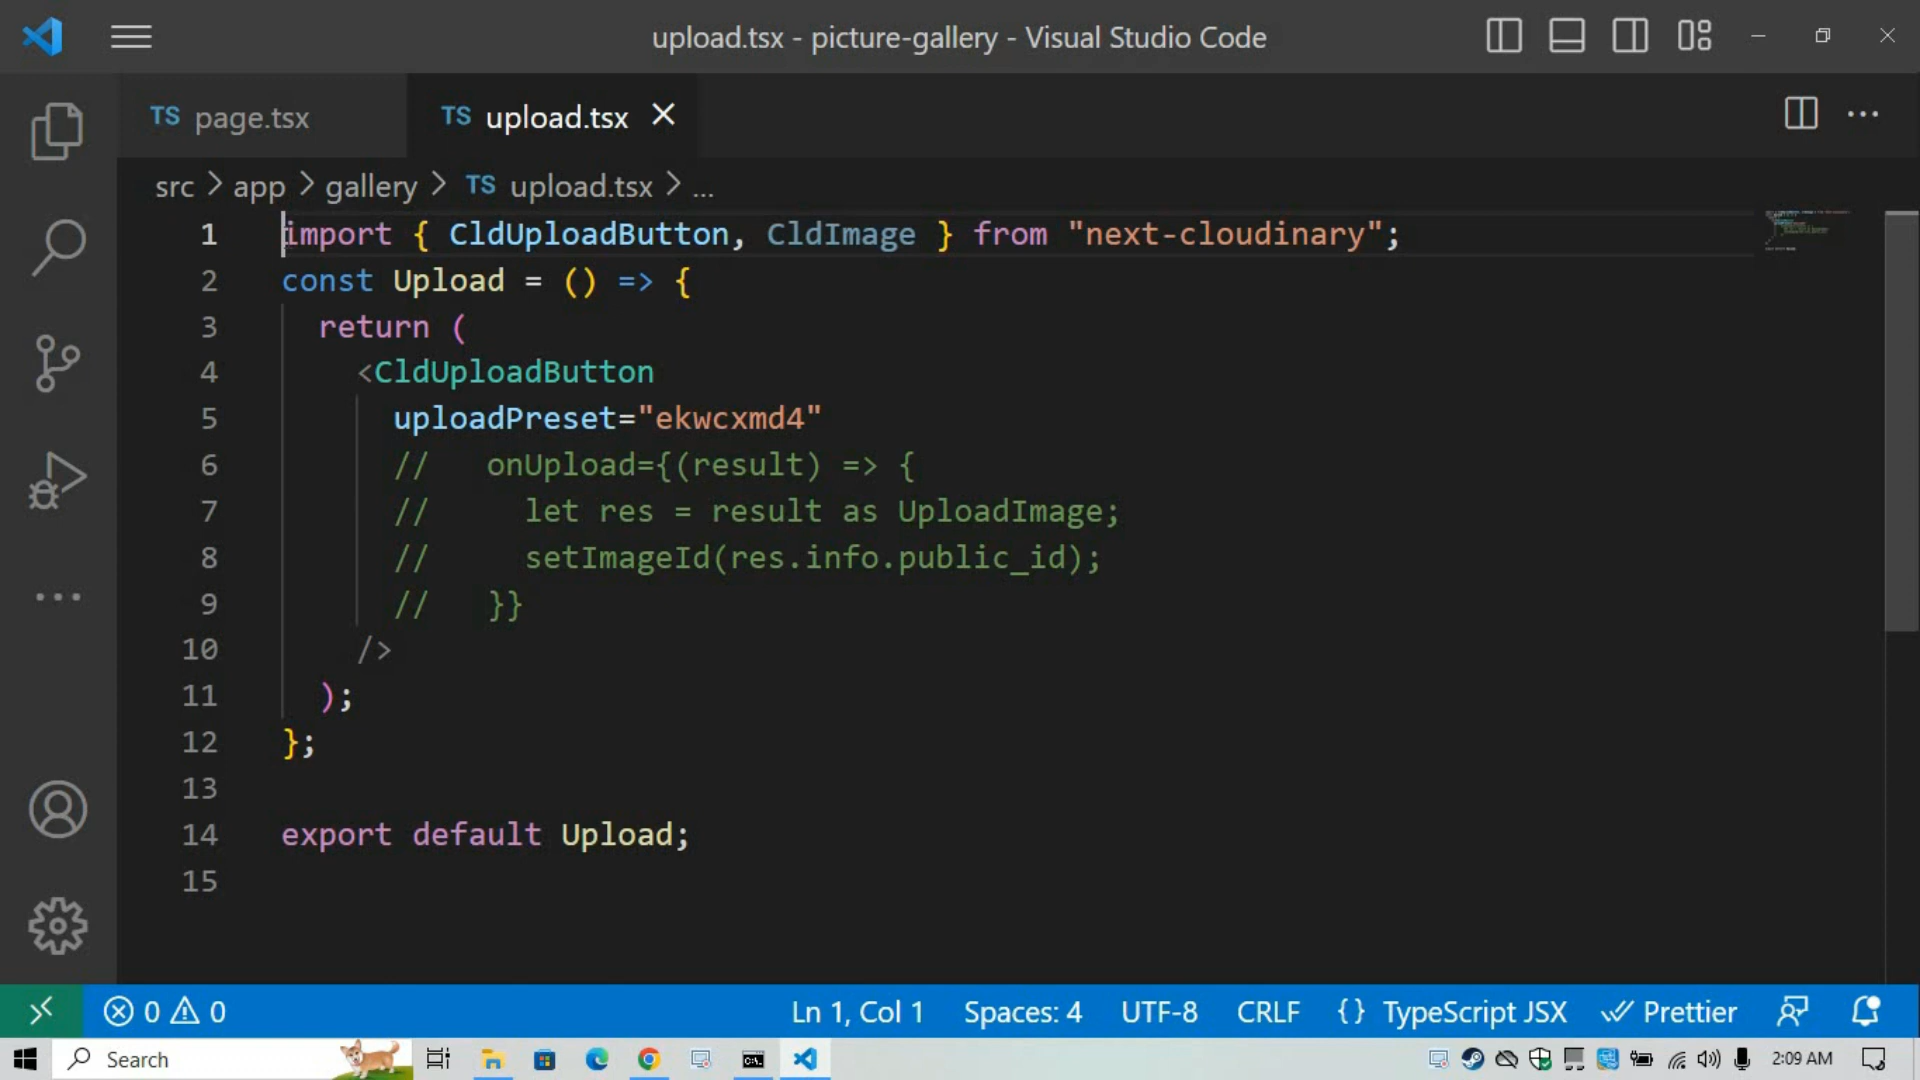 upload.tsx - picture-gallery - Visual Studio Code
TS page.tsx
TS upload.tsx
src > app > gallery > TS upload.tsx > ...
1 import { CldUploadButton, CldImage } from "next-cloudinary";
2 const Upload = () => {
3 return (
4 <CldUploadButton
5 uploadPreset="ekwcxmd4"
6 // onUpload={(result) => {
7 // let res = result as UploadImage;
8 // setImageId(res.info.public_id);
9 // }}
10 />
11 );
12 };
13
14 export default Upload;
15
0 0 Ln 1, Col 1 Spaces: 4 UTF-8 CRLF {} TypeScript JSX Prettier
Search 2:09 AM